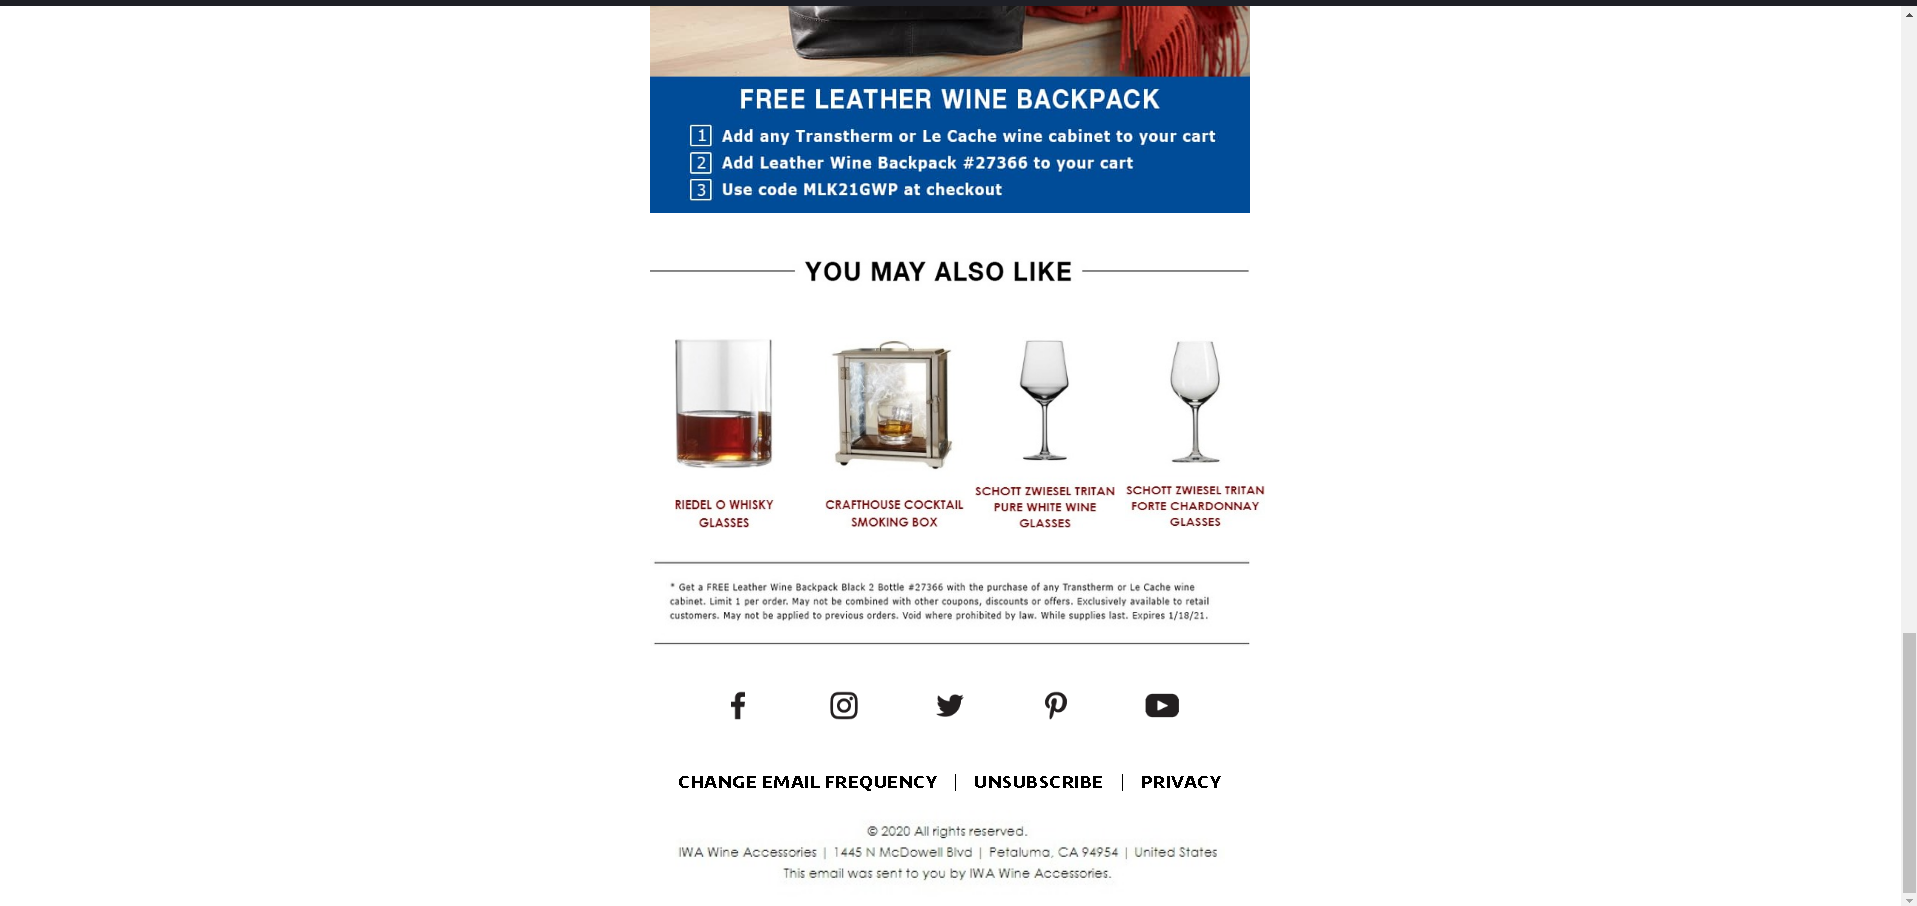 FREE LEATHER WINE BACKPACK
1 Add any Transtherm or Le Cache wine cabinet to your cart
2 Add Leather Wine Backpack #27366 to your cart
3 Use code MLK21GWP at checkout
YOU MAY ALSO LIKE
RIEDEL O WHISKY
GLASSES
CRAFTHOUSE COCKTAIL
SMOKING BOX
SCHOTT ZWIESEL TRITAN
PURE WHITE WINE
GLASSES
SCHOTT ZWIESEL TRITAN
FORTE CHARDONNAY
GLASSES
* Get a FREE Leather Wine Backpack Black 2 Bottle #27366 with the purchase of any Transtherm or Le Cache wine
cabinet. Limit 1 per order. May not be combined with other coupons, discounts or offers. Exclusively available to retail
customers. May not be applied to previous orders. Void where prohibited by law. While supplies last. Expires 1/18/21.
CHANGE EMAIL FREQUENCY | UNSUBSCRIBE | PRIVACY
© 2020 All rights reserved.
IWA Wine Accessories | 1445 N McDowell Blvd | Petaluma, CA 94954 | United States
This email was sent to you by IWA Wine Accessories.